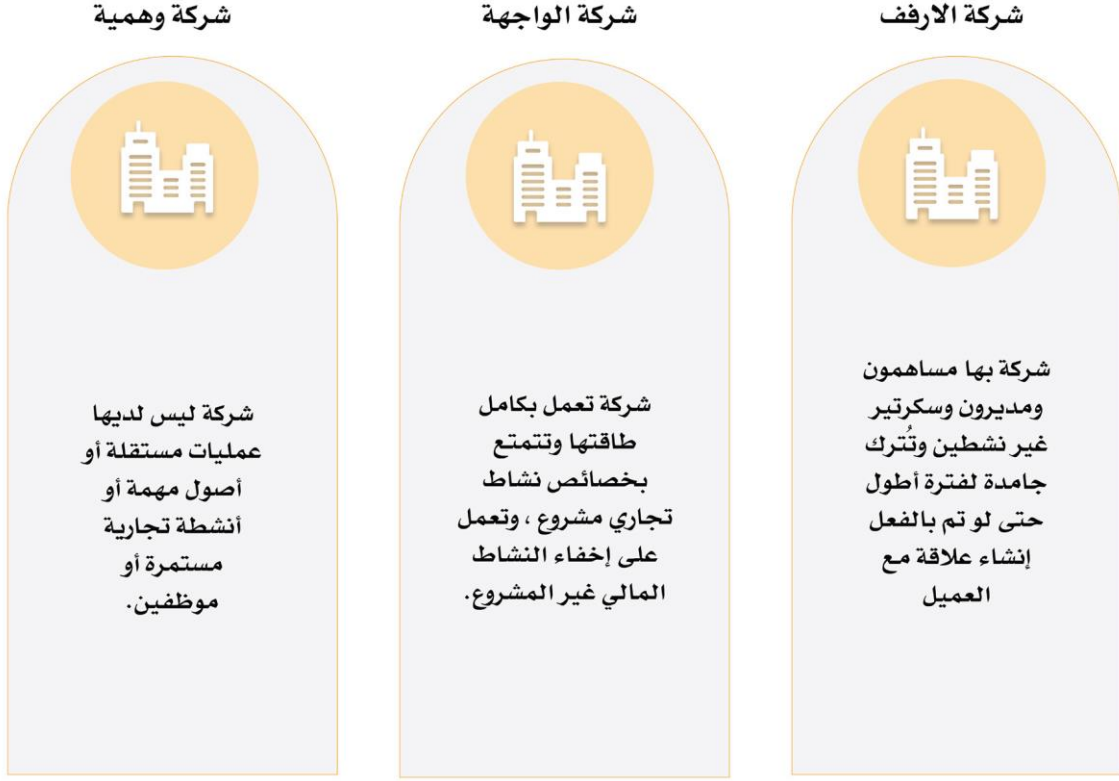 شركة الارفف
شركة بها مساهمون
ومديرون وسكرتير
غير نشطين وتُترك
جامدة لفترة أطول
حتى لو تم بالفعل
إنشاء علاقة مع
العميل
شركة الواجهة
شركة تعمل بكامل
طاقتها وتتمتع
بخصائص نشاط
تجاري مشروع ، وتعمل
على إخفاء النشاط
المالي غير المشروع.
شركة وهمية
شركة ليس لديها
عمليات مستقلة أو
أصول مهمة أو
أنشطة تجارية
مستمرة أو
موظفين.